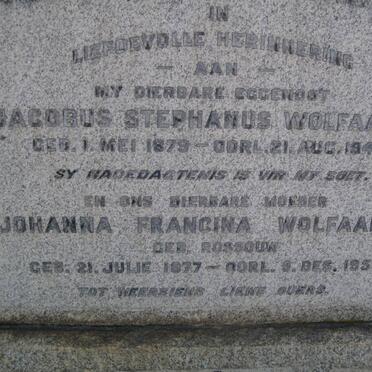 IN
LIEFDEVOLLE HERINNERING
— AAN —
MY DIERBARE EGGENOOT
JACOBUS STEPHANUS WOLFAA
GEB. 1. MEI 1879 — OORL. 21. AUG. 194
SY NAGEDAGTENIS IS VIR MY SOET.
EN ONS DIERBARE MOEDER
JOHANNA FRANCINA WOLFAA
GEB. ROSSOUW
GEB. 21. JULIE 1877 — OORL. 6. DES. 195
TOT WEERSIENS LIEWE OUERS.